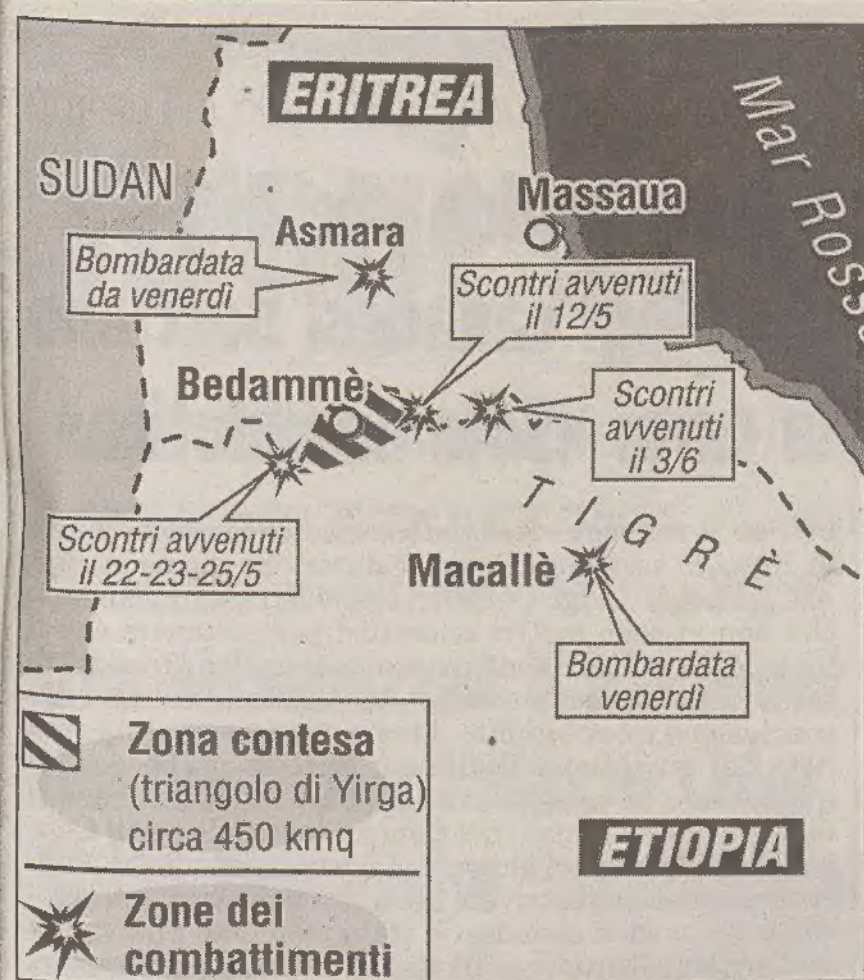 ERITREA
Mar Rosso
SUDAN
Massaua
Asmara
Bombardata
da venerdì
Scontri avvenuti
il 12/5
Bedammè
Scontri
avvenuti
il 3/6
Scontri avvenuti
il 22-23-25/5
TIGRÈ
Macallè
Bombardata
venerdì
Zona contesa
(triangolo di Yirga)
circa 450 kmq
ETIOPIA
Zone dei
combattimenti